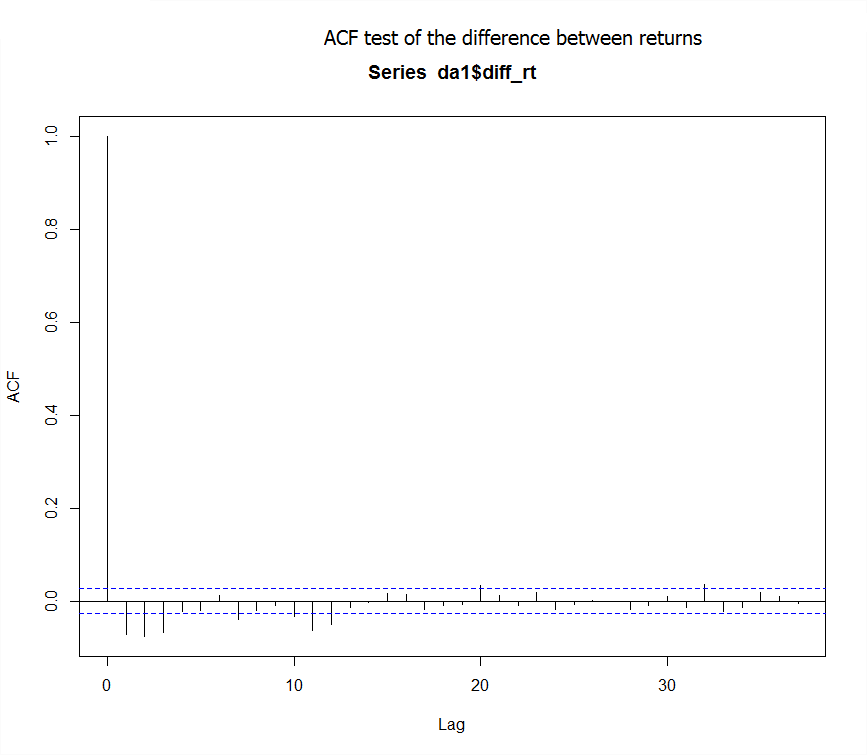 ACF test of the difference between returns
Series da1$diff_rt
1.0
0.8
0.6
0.4
0.2
0.0
ACF
0 10 20 30
Lag